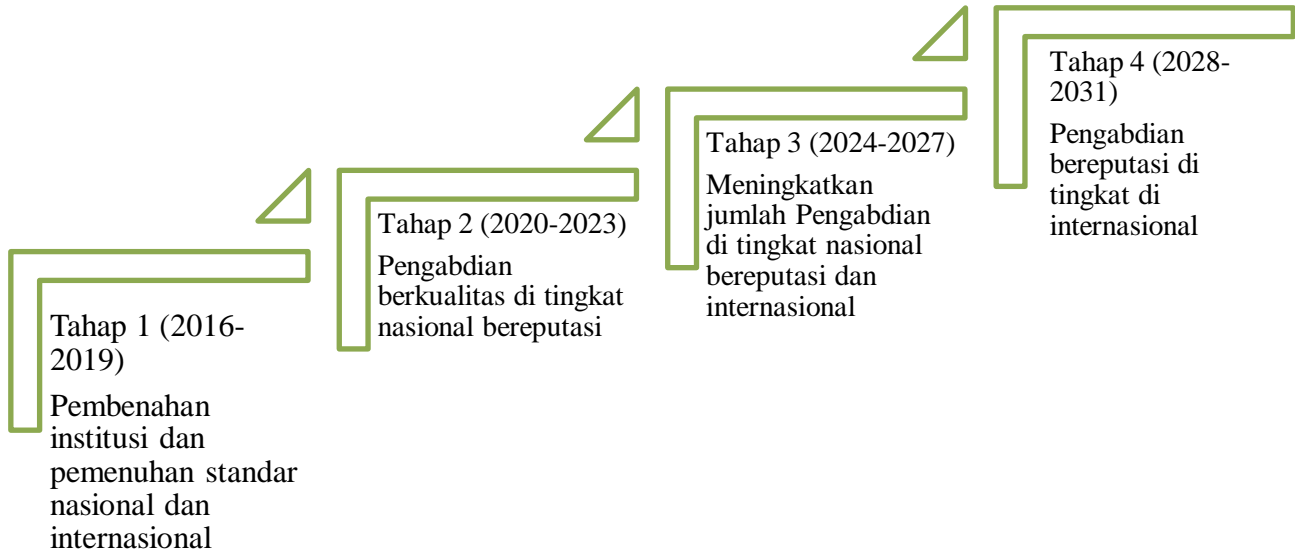 Tahap 1 (2016-
2019)
Pembenahan
institusi dan
pemenuhan standar
nasional dan
internasional
Tahap 2 (2020-2023)
Pengabdian
berkualitas di tingkat
nasional bereputasi
Tahap 3 (2024-2027)
Meningkatkan
jumlah Pengabdian
di tingkat nasional
bereputasi dan
internasional
Tahap 4 (2028-
2031)
Pengabdian
bereputasi di
tingkat di
internasional